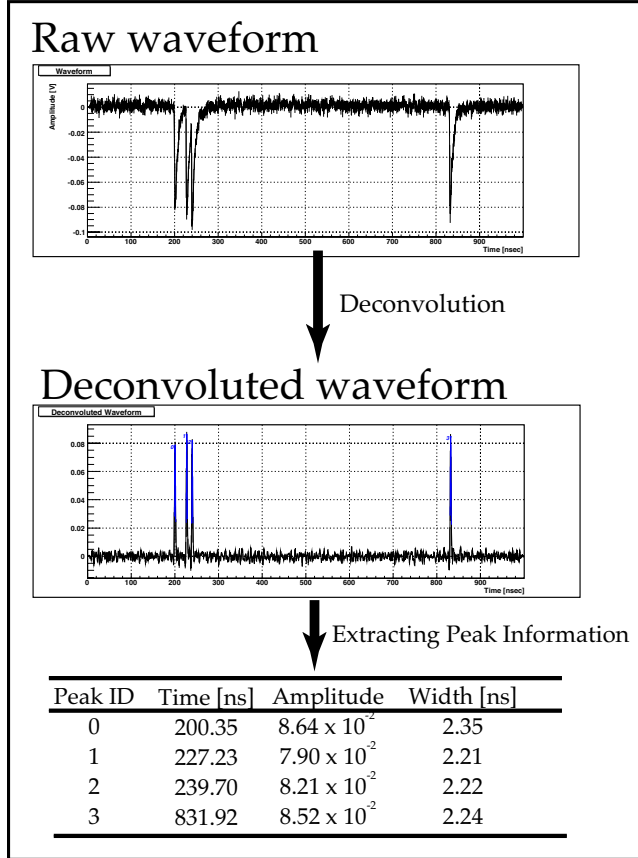 Raw waveform
Waveform
Amplitude [V]
0
-0.02
-0.04
-0.06
-0.08
-0.1
0 100 200 300 400 500 600 700 800 900
Time [nsec]
Deconvolution
Deconvoluted waveform
Deconvoluted Waveform
0.08
0.06
0.04
0.02
0
0 100 200 300 400 500 600 700 800 900
Time [nsec]
Extracting Peak Information
Peak ID Time [ns] Amplitude Width [ns]
0 200.35 8.64 x 10⁻² 2.35
1 227.23 7.90 x 10⁻² 2.21
2 239.70 8.21 x 10⁻² 2.22
3 831.92 8.52 x 10⁻² 2.24